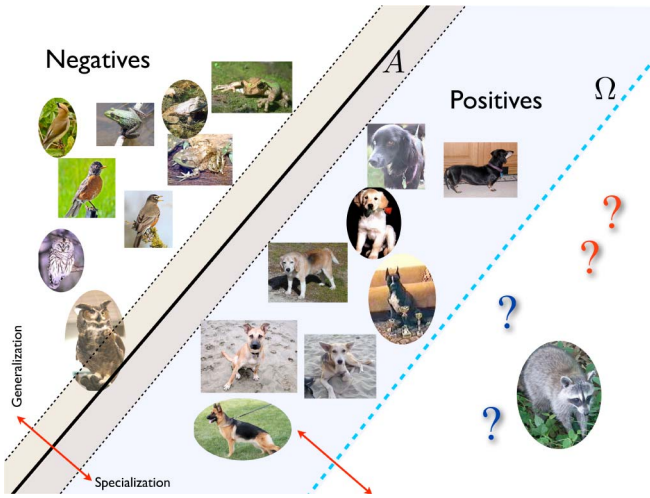 Negatives
A
Positives
Ω
?
?
?
?
Generalization
Specialization